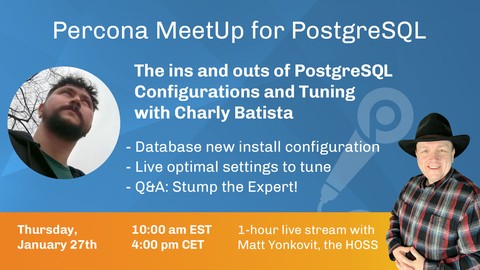 Percona MeetUp for PostgreSQL
The ins and outs of PostgreSQL
Configurations and Tuning
with Charly Batista
- Database new install configuration
- Live optimal settings to tune
- Q&A: Stump the Expert!
Thursday,
January 27th
10:00 am EST
4:00 pm CET
1-hour live stream with
Matt Yonkovit, the HOSS